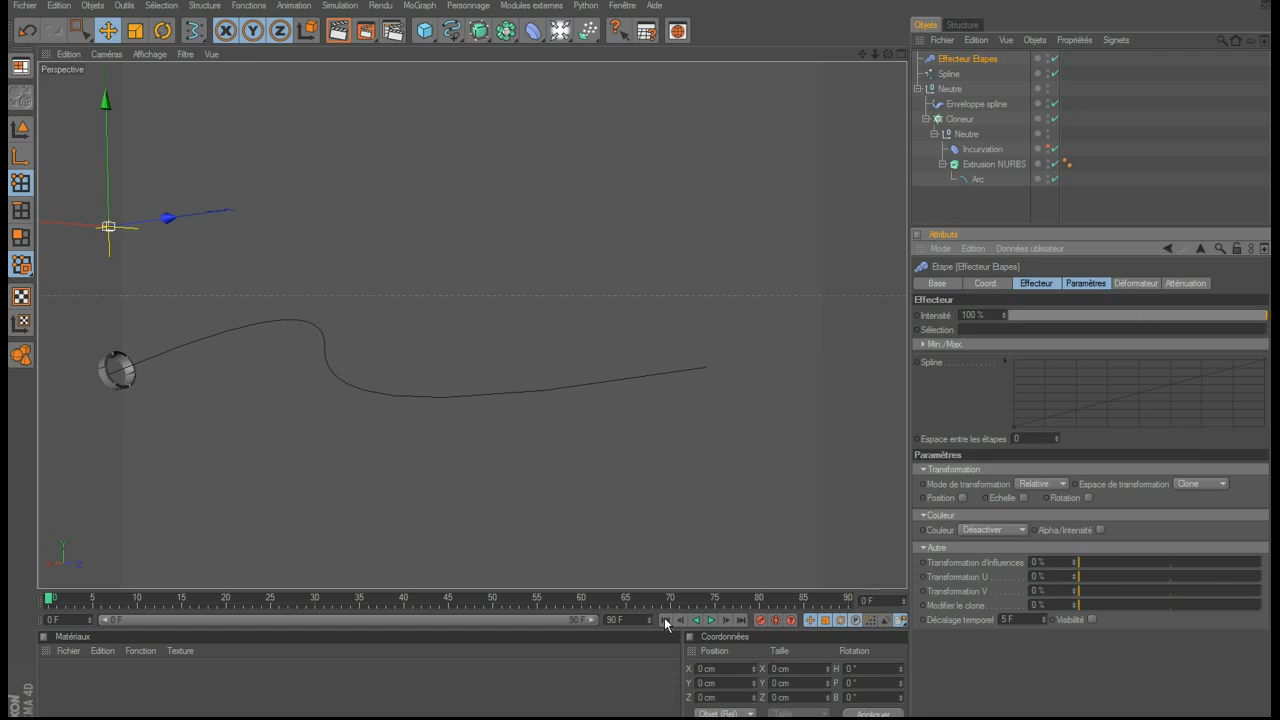 Fichier Edition Objets Outils Sélection Structure Fonctions Animation Simulation Rendu MoGraph Personnage Modules externes Python Fenêtre Aide
Objets Structure
Edition Caméras Affichage Filtre Vue
Fichier Edition Vue Objets Propriétés Signets
Perspective
Effecteur Etapes
Spline
Neutre
Enveloppe spline
Cloneur
Neutre
Incurvation
Extrusion NURBS
Arc
Attributs
Mode Edition Données utilisateur
Etape [Effecteur Etapes]
Base Coord. Effecteur Paramètres Déformateur Atténuation
Effecteur
Intensité 100 %
Sélection
Min./Max.
Spline
Espace entre les étapes 0
Paramètres
Transformation
Mode de transformation Relative Espace de transformation Clone
Position Echelle Rotation
Couleur
Couleur Désactiver Alpha/Intensité
Autre
Transformation d'influences 0 %
Transformation U 0 %
Transformation V 0 %
Modifier le clone 0 %
Décalage temporel 5 F Visibilité
Y
X Z
0 5 10 15 20 25 30 35 40 45 50 55 60 65 70 75 80 85 90 0 F
0 F 0 F 90 F 90 F
Matériaux
Fichier Edition Fonction Texture
Coordonnées
Position Taille Rotation
X 0 cm X 0 cm H 0 °
Y 0 cm Y 0 cm P 0 °
Z 0 cm Z 0 cm B 0 °
Objet (Rel) Taille Appliquer
MA 4D